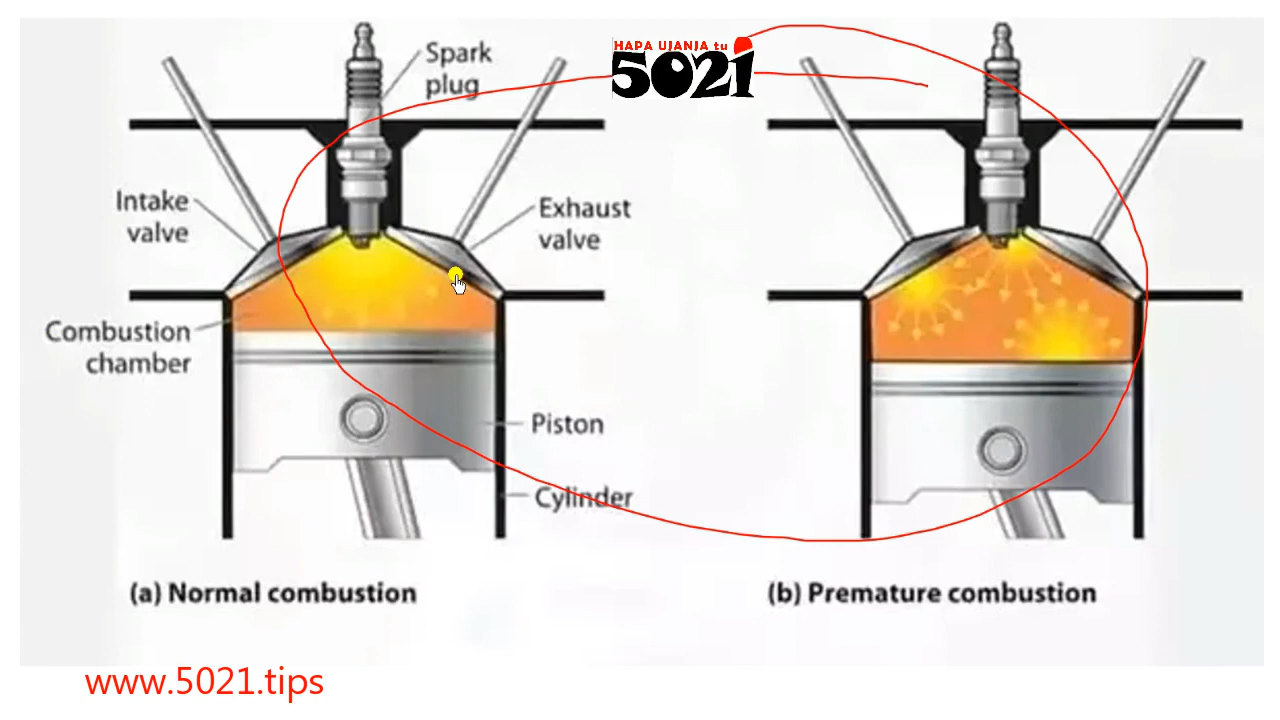 HAPA UJANJA tu
5021
Spark
plug
Intake
valve
Exhaust
valve
Combustion
chamber
Piston
Cylinder
(a) Normal combustion
(b) Premature combustion
www.5021.tips